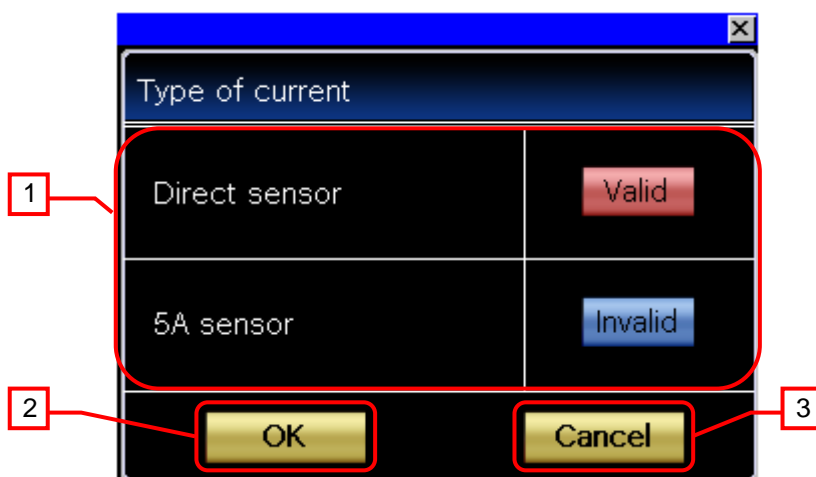 Type of current
1
Direct sensor Valid
5A sensor Invalid
2 OK Cancel 3